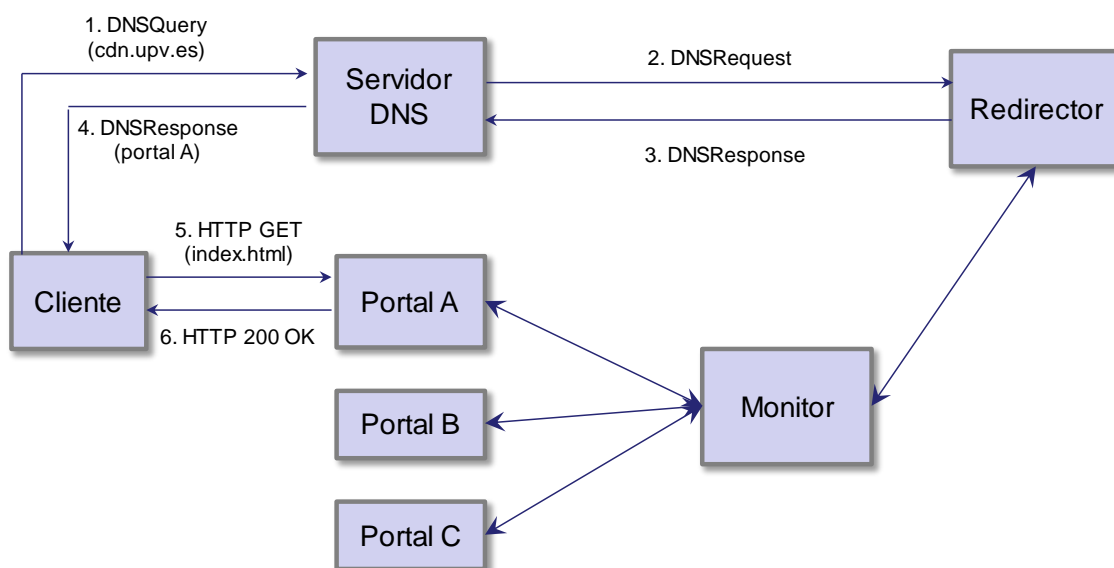 1. DNSQuery
(cdn.upv.es)
Servidor
DNS
2. DNSRequest
Redirector
4. DNSResponse
(portal A)
3. DNSResponse
5. HTTP GET
(index.html)
Cliente
Portal A
6. HTTP 200 OK
Monitor
Portal B
Portal C